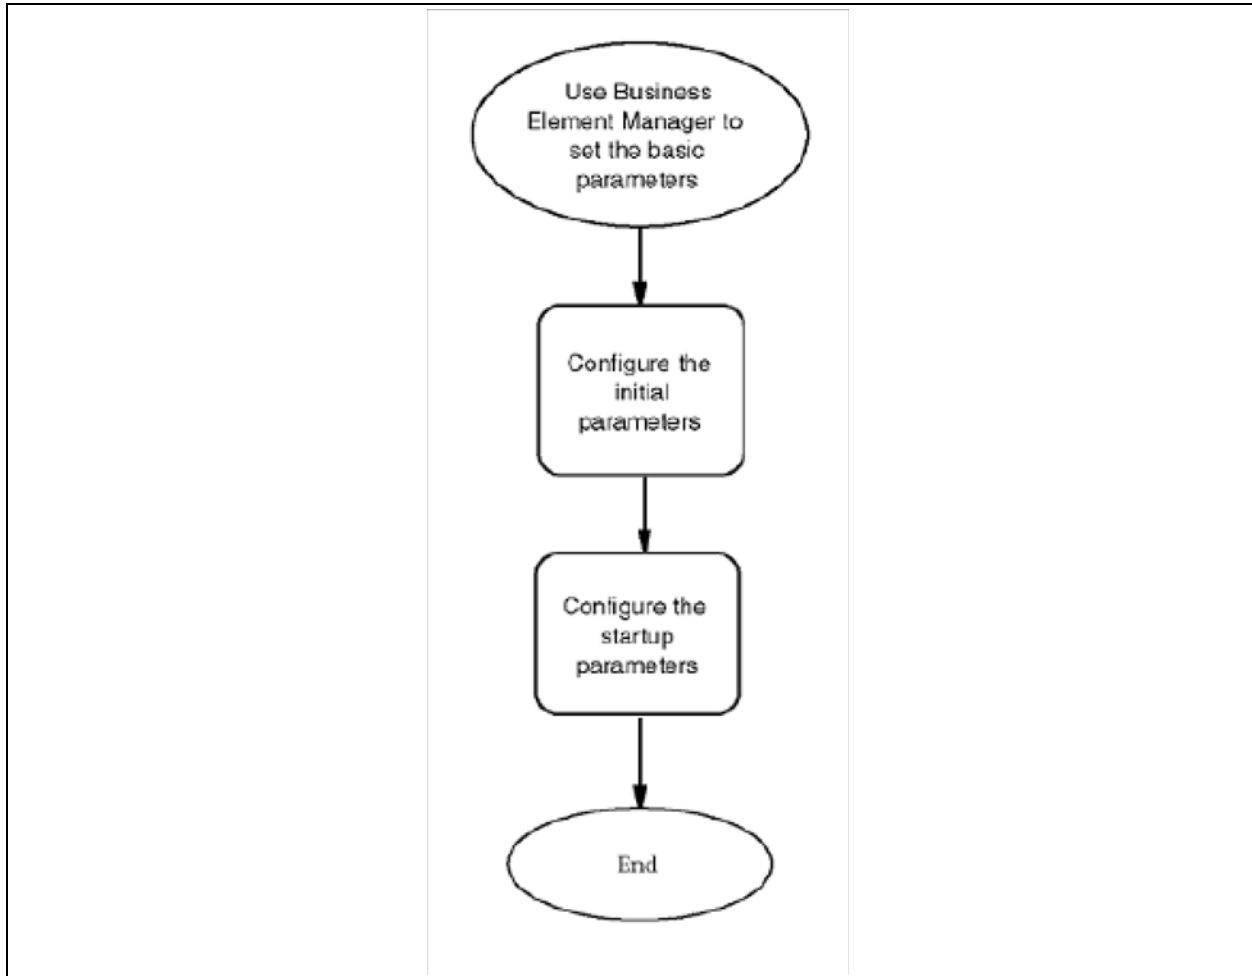 Use Business
Element Manager to
set the basic
parameters
Configure the
initial
parameters
Configure the
startup
parameters
End